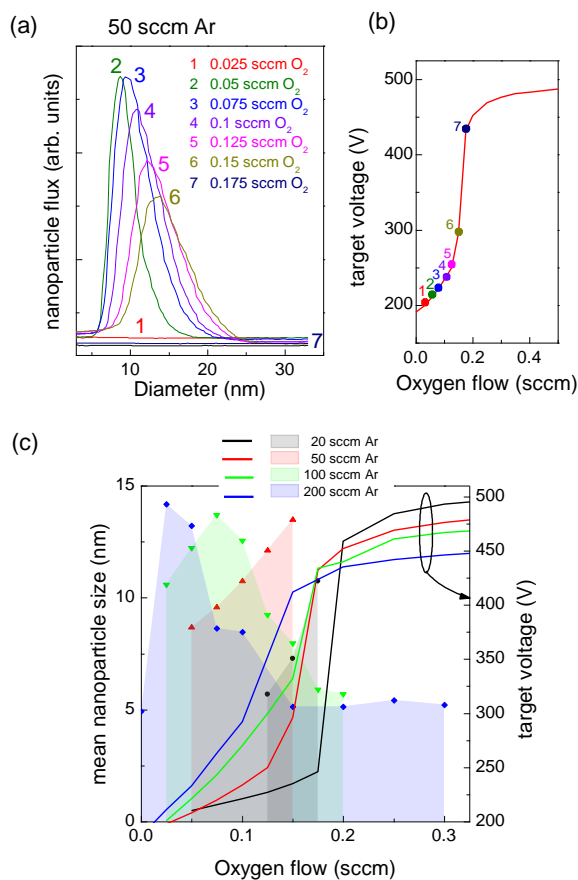 (a)
50 sccm Ar
nanoparticle flux (arb. units)
2
3
4
5
6
1
7
1 0.025 sccm O2
2 0.05 sccm O2
3 0.075 sccm O2
4 0.1 sccm O2
5 0.125 sccm O2
6 0.15 sccm O2
7 0.175 sccm O2
10 20 30
Diameter (nm)
(b)
target voltage (V)
500
400
300
200
7
6
5
4
3
2
1
0.0 0.2 0.4
Oxygen flow (sccm)
(c)
20 sccm Ar
50 sccm Ar
100 sccm Ar
200 sccm Ar
mean nanoparticle size (nm)
15
10
5
0
0.0 0.1 0.2 0.3
Oxygen flow (sccm)
500
450
400
350
300
250
200
target voltage (V)